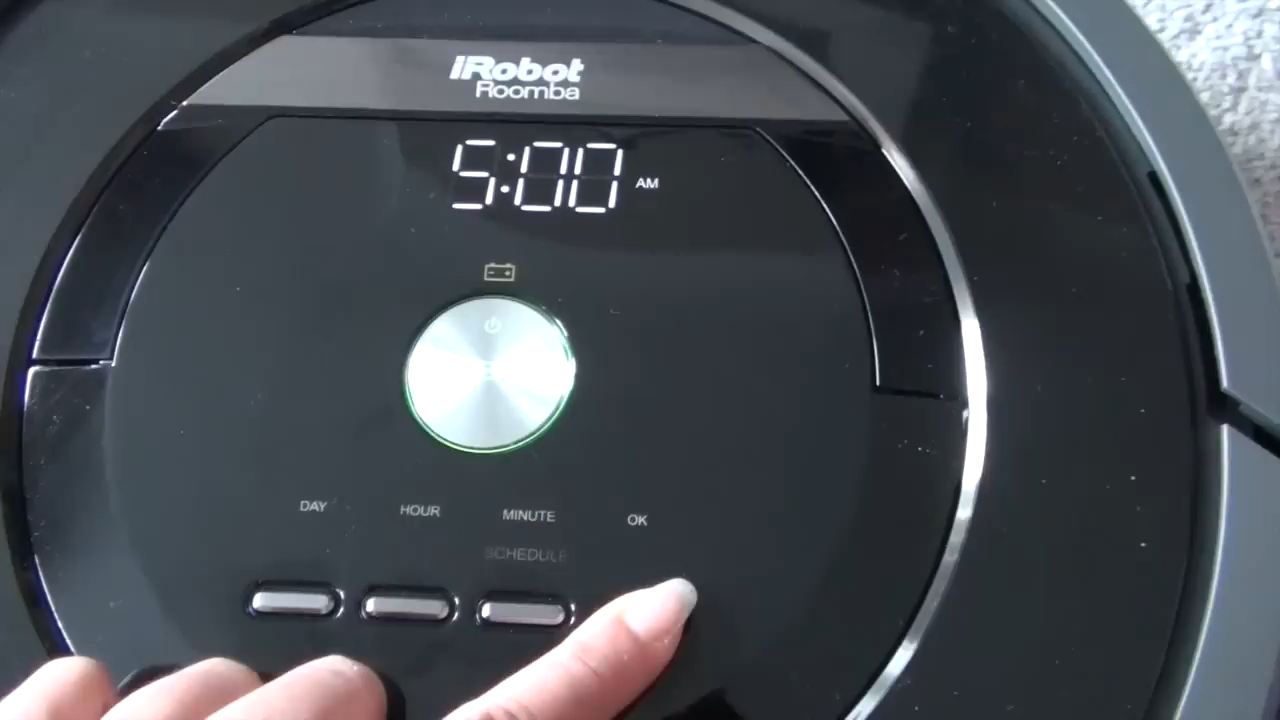 iRobot
Roomba
5:00 AM
DAY HOUR MINUTE OK
SCHEDULE